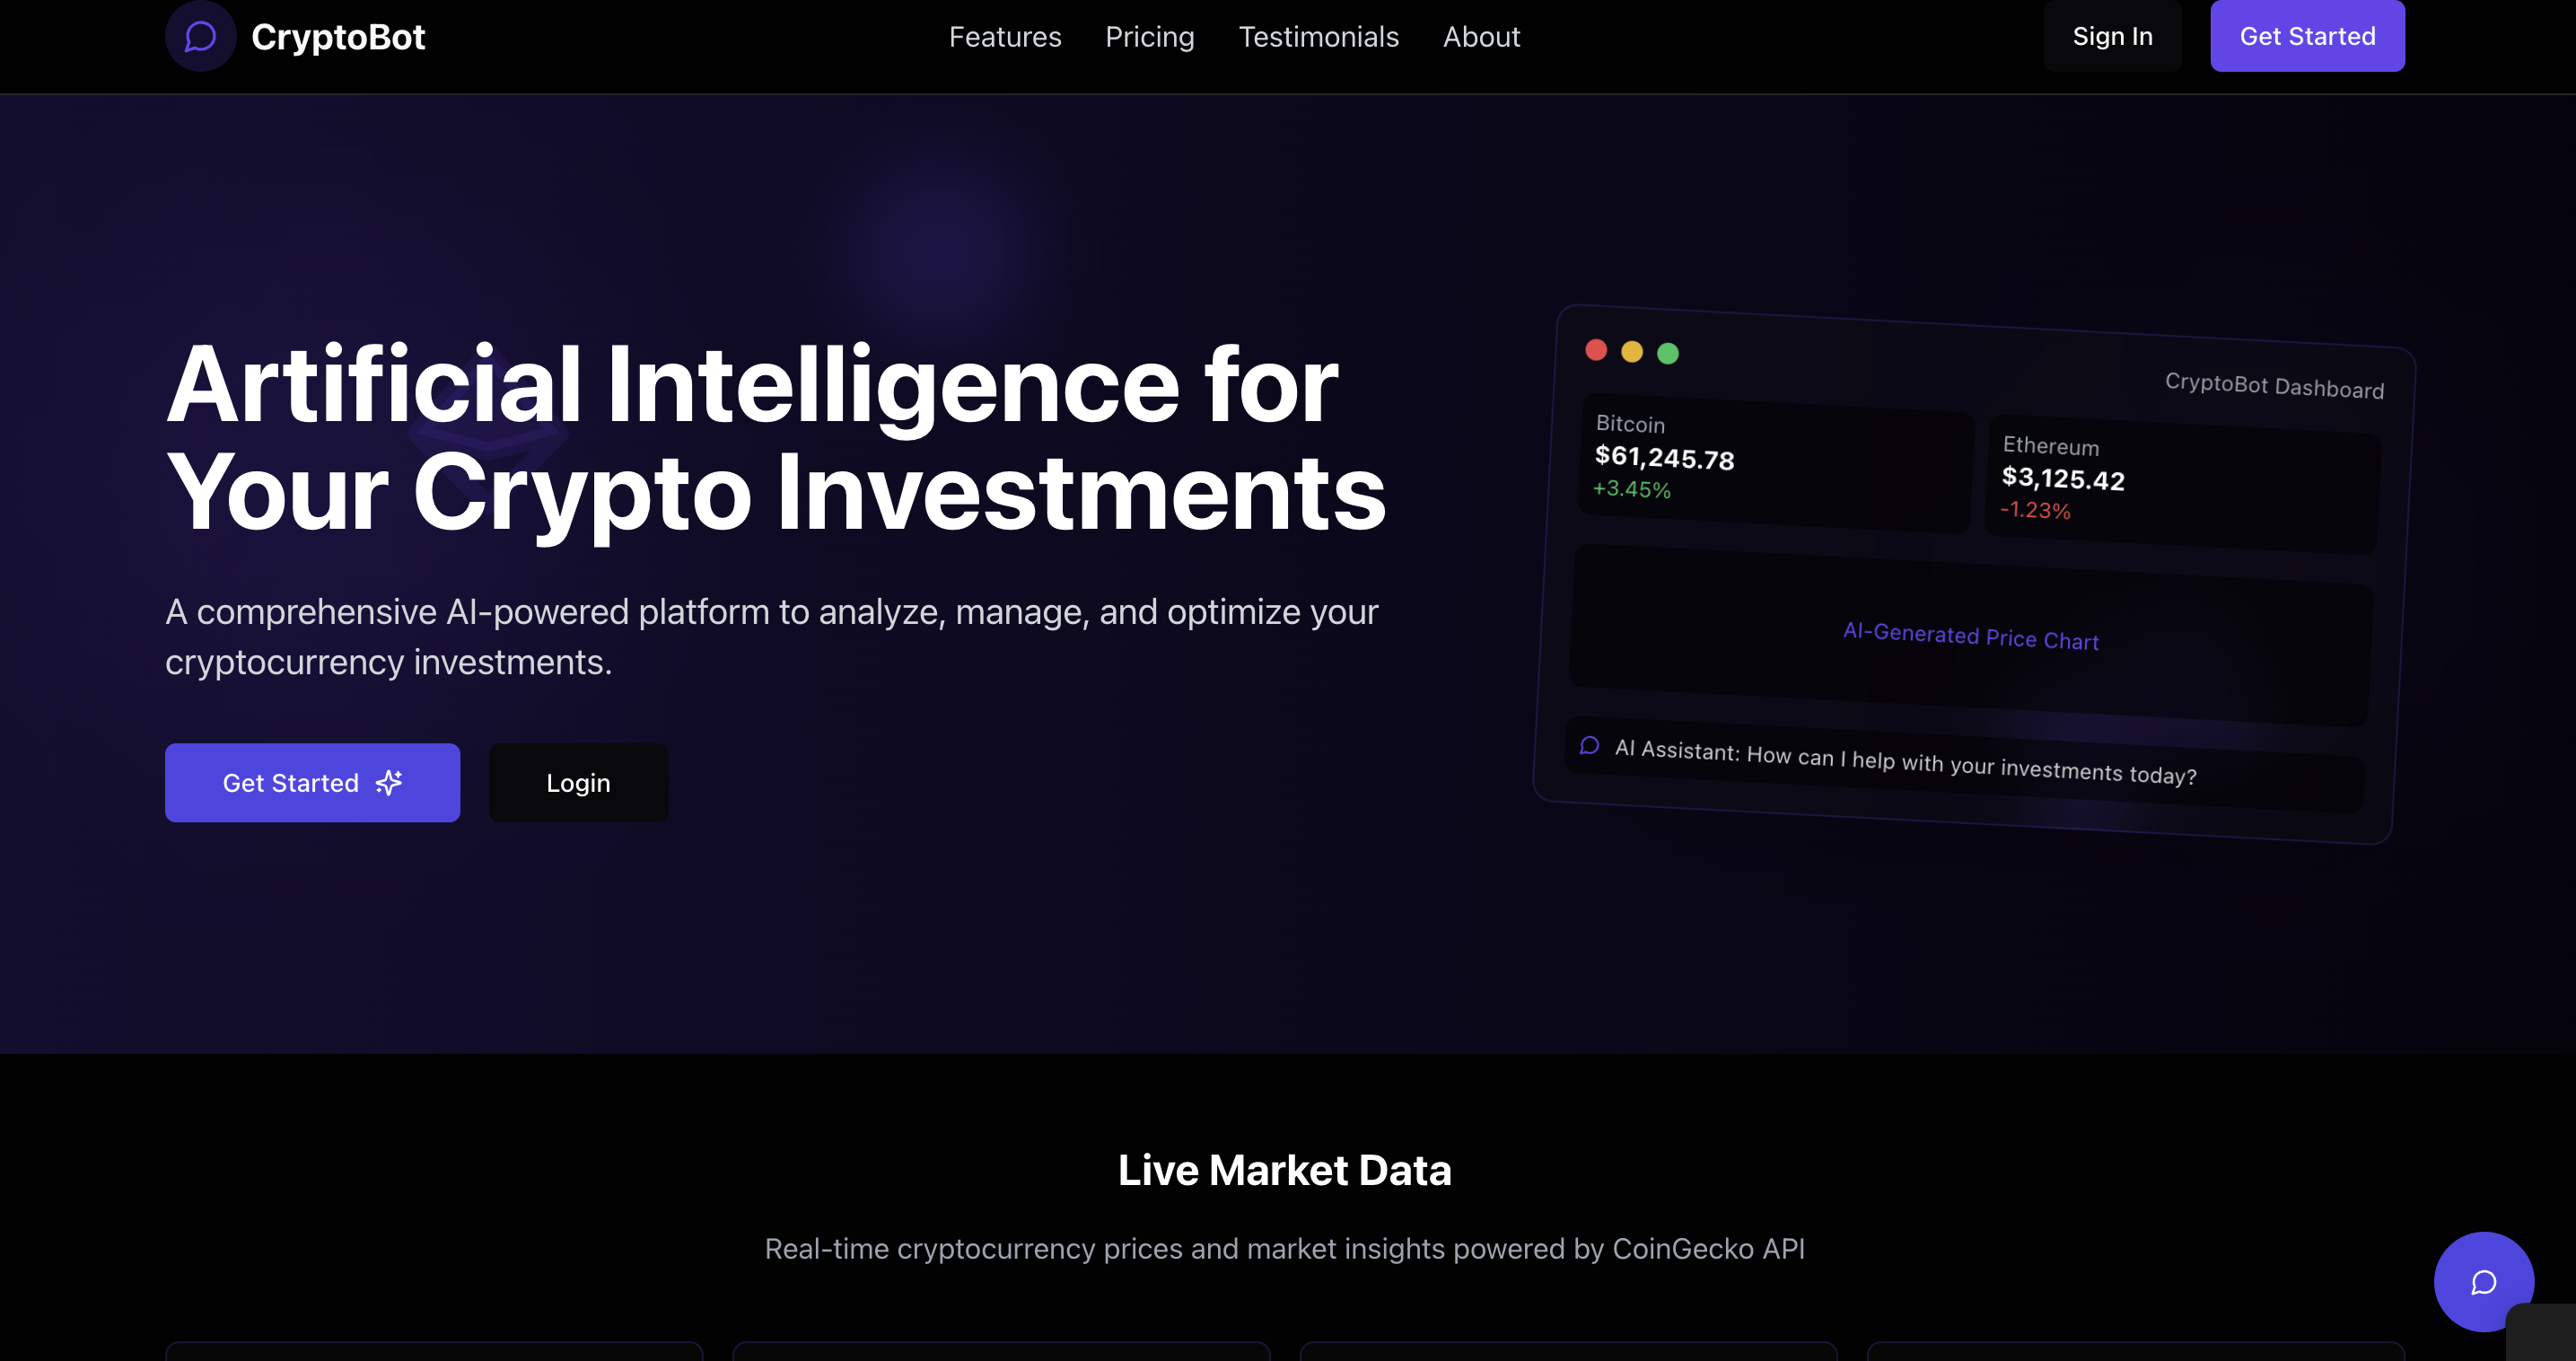 CryptoBot
Features
Pricing
Testimonials
About
Sign In
Get Started
Artificial Intelligence for
Your Crypto Investments
A comprehensive AI-powered platform to analyze, manage, and optimize your
cryptocurrency investments.
Get Started
Login
CryptoBot Dashboard
Bitcoin
$61,245.78
+3.45%
Ethereum
$3,125.42
-1.23%
AI-Generated Price Chart
AI Assistant: How can I help with your investments today?
Live Market Data
Real-time cryptocurrency prices and market insights powered by CoinGecko API